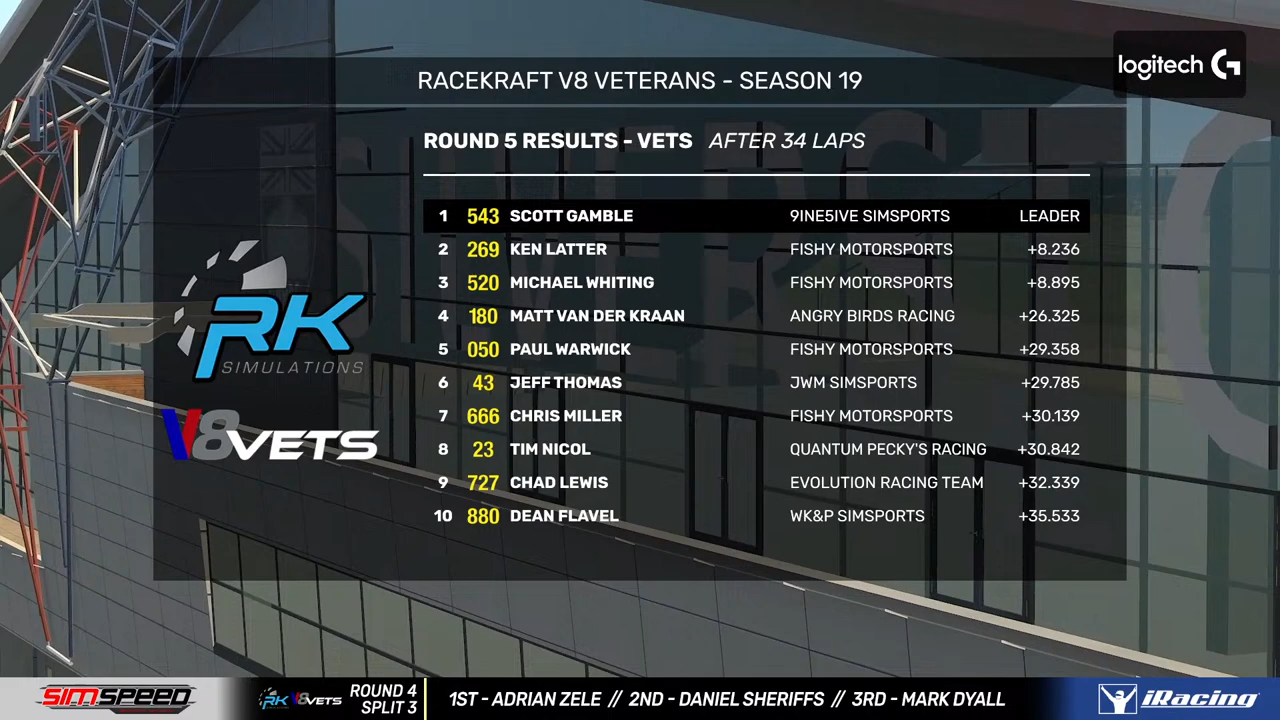 logitech G
RACEKRAFT V8 VETERANS - SEASON 19
ROUND 5 RESULTS - VETS AFTER 34 LAPS
1 543 SCOTT GAMBLE 9INE5IVE SIMSPORTS LEADER
2 269 KEN LATTER FISHY MOTORSPORTS +8.236
3 520 MICHAEL WHITING FISHY MOTORSPORTS +8.895
4 180 MATT VAN DER KRAAN ANGRY BIRDS RACING +26.325
5 050 PAUL WARWICK FISHY MOTORSPORTS +29.358
6 43 JEFF THOMAS JWM SIMSPORTS +29.785
7 666 CHRIS MILLER FISHY MOTORSPORTS +30.139
8 23 TIM NICOL QUANTUM PECKY'S RACING +30.842
9 727 CHAD LEWIS EVOLUTION RACING TEAM +32.339
10 880 DEAN FLAVEL WK&P SIMSPORTS +35.533
RK
SIMULATIONS
V8VETS
SIMSPEED
RK V8VETS
ROUND 4
SPLIT 3
1ST - ADRIAN ZELE // 2ND - DANIEL SHERIFFS // 3RD - MARK DYALL
iRacing